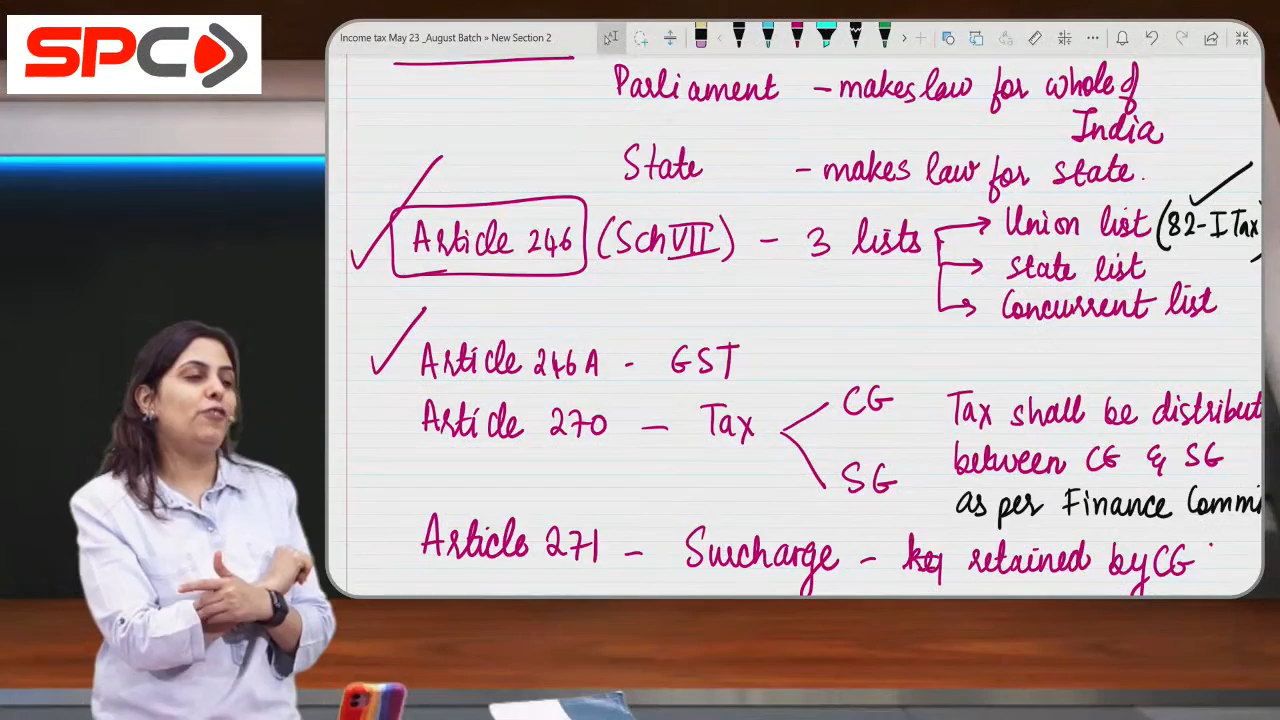 SPC
Income tax May 23 _August Batch » New Section 2
Parliament - makes law for whole of
India
State - makes law for state.
Article 246 (Sch VII) - 3 lists
Union list (82-I Tax
State list
Concurrent list
Article 246A - GST
Article 270 - Tax
CG
SG
Tax shall be distribut
between CG & SG
as per Finance Commi
Article 271 - Surcharge - retained by CG